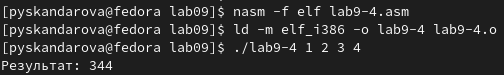 [pyskandarova@fedora lab09]$ nasm -f elf lab9-4.asm
[pyskandarova@fedora lab09]$ ld -m elf_i386 -o lab9-4 lab9-4.o
[pyskandarova@fedora lab09]$ ./lab9-4 1 2 3 4
Результат: 344